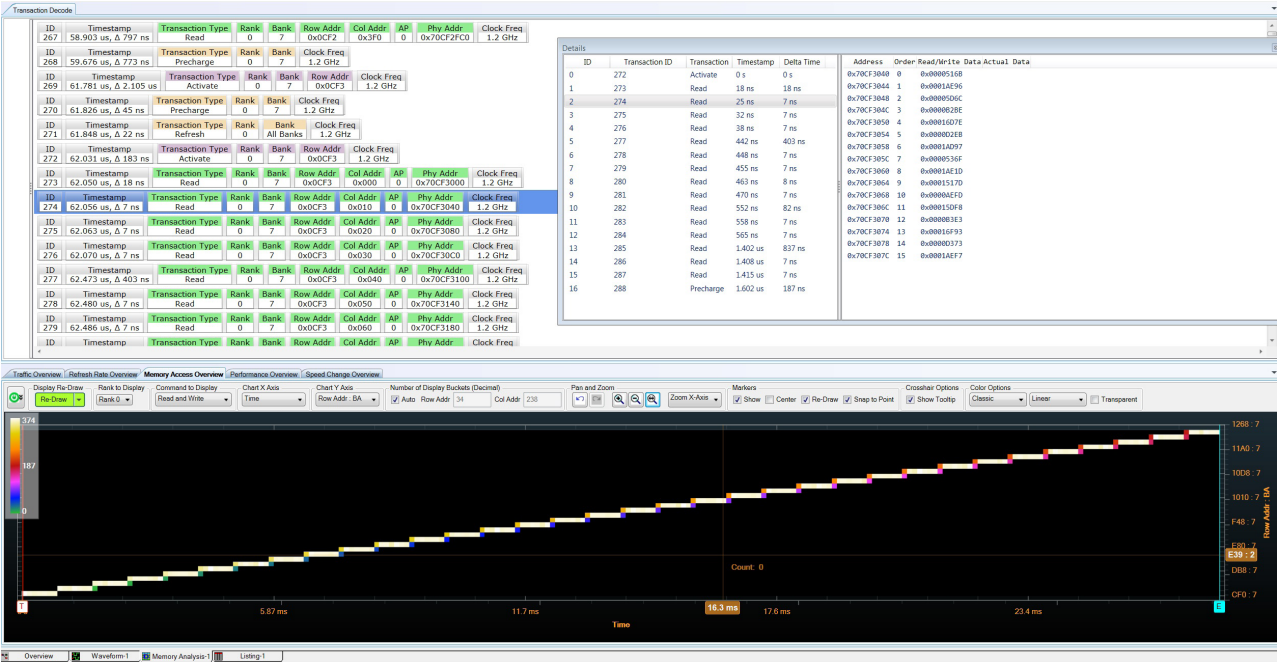 Transaction Decode
ID Timestamp Transaction Type Rank Bank Row Addr Col Addr AP Phy Addr Clock Freq
267 58.903 us, Δ 797 ns Read 0 7 0x0CF2 0x3F0 0 0x70CF2FC0 1.2 GHz
ID Timestamp Transaction Type Rank Bank Clock Freq
268 59.676 us, Δ 773 ns Precharge 0 7 1.2 GHz
ID Timestamp Transaction Type Rank Bank Row Addr Clock Freq
269 61.781 us, Δ 2.105 us Activate 0 7 0x0CF3 1.2 GHz
ID Timestamp Transaction Type Rank Bank Clock Freq
270 61.826 us, Δ 45 ns Precharge 0 7 1.2 GHz
ID Timestamp Transaction Type Rank Bank Clock Freq
271 61.848 us, Δ 22 ns Refresh 0 All Banks 1.2 GHz
ID Timestamp Transaction Type Rank Bank Row Addr Clock Freq
272 62.031 us, Δ 183 ns Activate 0 7 0x0CF3 1.2 GHz
ID Timestamp Transaction Type Rank Bank Row Addr Col Addr AP Phy Addr Clock Freq
273 62.050 us, Δ 18 ns Read 0 7 0x0CF3 0x000 0 0x70CF3000 1.2 GHz
ID Timestamp Transaction Type Rank Bank Row Addr Col Addr AP Phy Addr Clock Freq
274 62.056 us, Δ 7 ns Read 0 7 0x0CF3 0x010 0 0x70CF3040 1.2 GHz
ID Timestamp Transaction Type Rank Bank Row Addr Col Addr AP Phy Addr Clock Freq
275 62.063 us, Δ 7 ns Read 0 7 0x0CF3 0x020 0 0x70CF3080 1.2 GHz
ID Timestamp Transaction Type Rank Bank Row Addr Col Addr AP Phy Addr Clock Freq
276 62.070 us, Δ 7 ns Read 0 7 0x0CF3 0x030 0 0x70CF30C0 1.2 GHz
ID Timestamp Transaction Type Rank Bank Row Addr Col Addr AP Phy Addr Clock Freq
277 62.473 us, Δ 403 ns Read 0 7 0x0CF3 0x040 0 0x70CF3100 1.2 GHz
ID Timestamp Transaction Type Rank Bank Row Addr Col Addr AP Phy Addr Clock Freq
278 62.480 us, Δ 7 ns Read 0 7 0x0CF3 0x050 0 0x70CF3140 1.2 GHz
ID Timestamp Transaction Type Rank Bank Row Addr Col Addr AP Phy Addr Clock Freq
279 62.486 us, Δ 7 ns Read 0 7 0x0CF3 0x060 0 0x70CF3180 1.2 GHz
ID Timestamp Transaction Type Rank Bank Row Addr Col Addr AP Phy Addr Clock Freq
Details
ID Transaction ID Transaction Timestamp Delta Time
0 272 Activate 0 s 0 s
1 273 Read 18 ns 18 ns
2 274 Read 25 ns 7 ns
3 275 Read 32 ns 7 ns
4 276 Read 38 ns 7 ns
5 277 Read 442 ns 403 ns
6 278 Read 448 ns 7 ns
7 279 Read 455 ns 7 ns
8 280 Read 463 ns 8 ns
9 281 Read 470 ns 7 ns
10 282 Read 552 ns 82 ns
11 283 Read 558 ns 7 ns
12 284 Read 565 ns 7 ns
13 285 Read 1.402 us 837 ns
14 286 Read 1.408 us 7 ns
15 287 Read 1.415 us 7 ns
16 288 Precharge 1.602 us 187 ns
Address Order Read/Write Data Actual Data
0x70CF3040 0 0x0000516B
0x70CF3044 1 0x0001AE96
0x70CF3048 2 0x00005D6C
0x70CF304C 3 0x0000B2BE
0x70CF3050 4 0x00016D7E
0x70CF3054 5 0x0000D2EB
0x70CF3058 6 0x0001AD97
0x70CF305C 7 0x0000536F
0x70CF3060 8 0x0001AE1D
0x70CF3064 9 0x0001517D
0x70CF3068 10 0x0000AEFD
0x70CF306C 11 0x00015DF8
0x70CF3070 12 0x0000B3E3
0x70CF3074 13 0x00016F93
0x70CF3078 14 0x0000D373
0x70CF307C 15 0x0001AEF7
Traffic Overview Refresh Rate Overview Memory Access Overview Performance Overview Speed Change Overview
Display Re-Draw Rank to Display Command to Display Chart X Axis Chart Y Axis Number of Display Buckets (Decimal) Pan and Zoom Markers Crosshair Options Color Options
Re-Draw Rank 0 Read and Write Time Row Addr : BA Auto Row Addr 34 Col Addr 238 Zoom X-Axis Show Center Re-Draw Snap to Point Show Tooltip Classic Linear Transparent
374
187
0
1268 : 7
11A0 : 7
10D8 : 7
1010 : 7
F48 : 7
E80 : 7
E39 : 2
DB8 : 7
CF0 : 7
Row Addr : BA
Count: 0
T
E
5.87 ms 11.7 ms 16.3 ms 17.6 ms 23.4 ms
Time
Overview Waveform-1 Memory Analysis-1 Listing-1